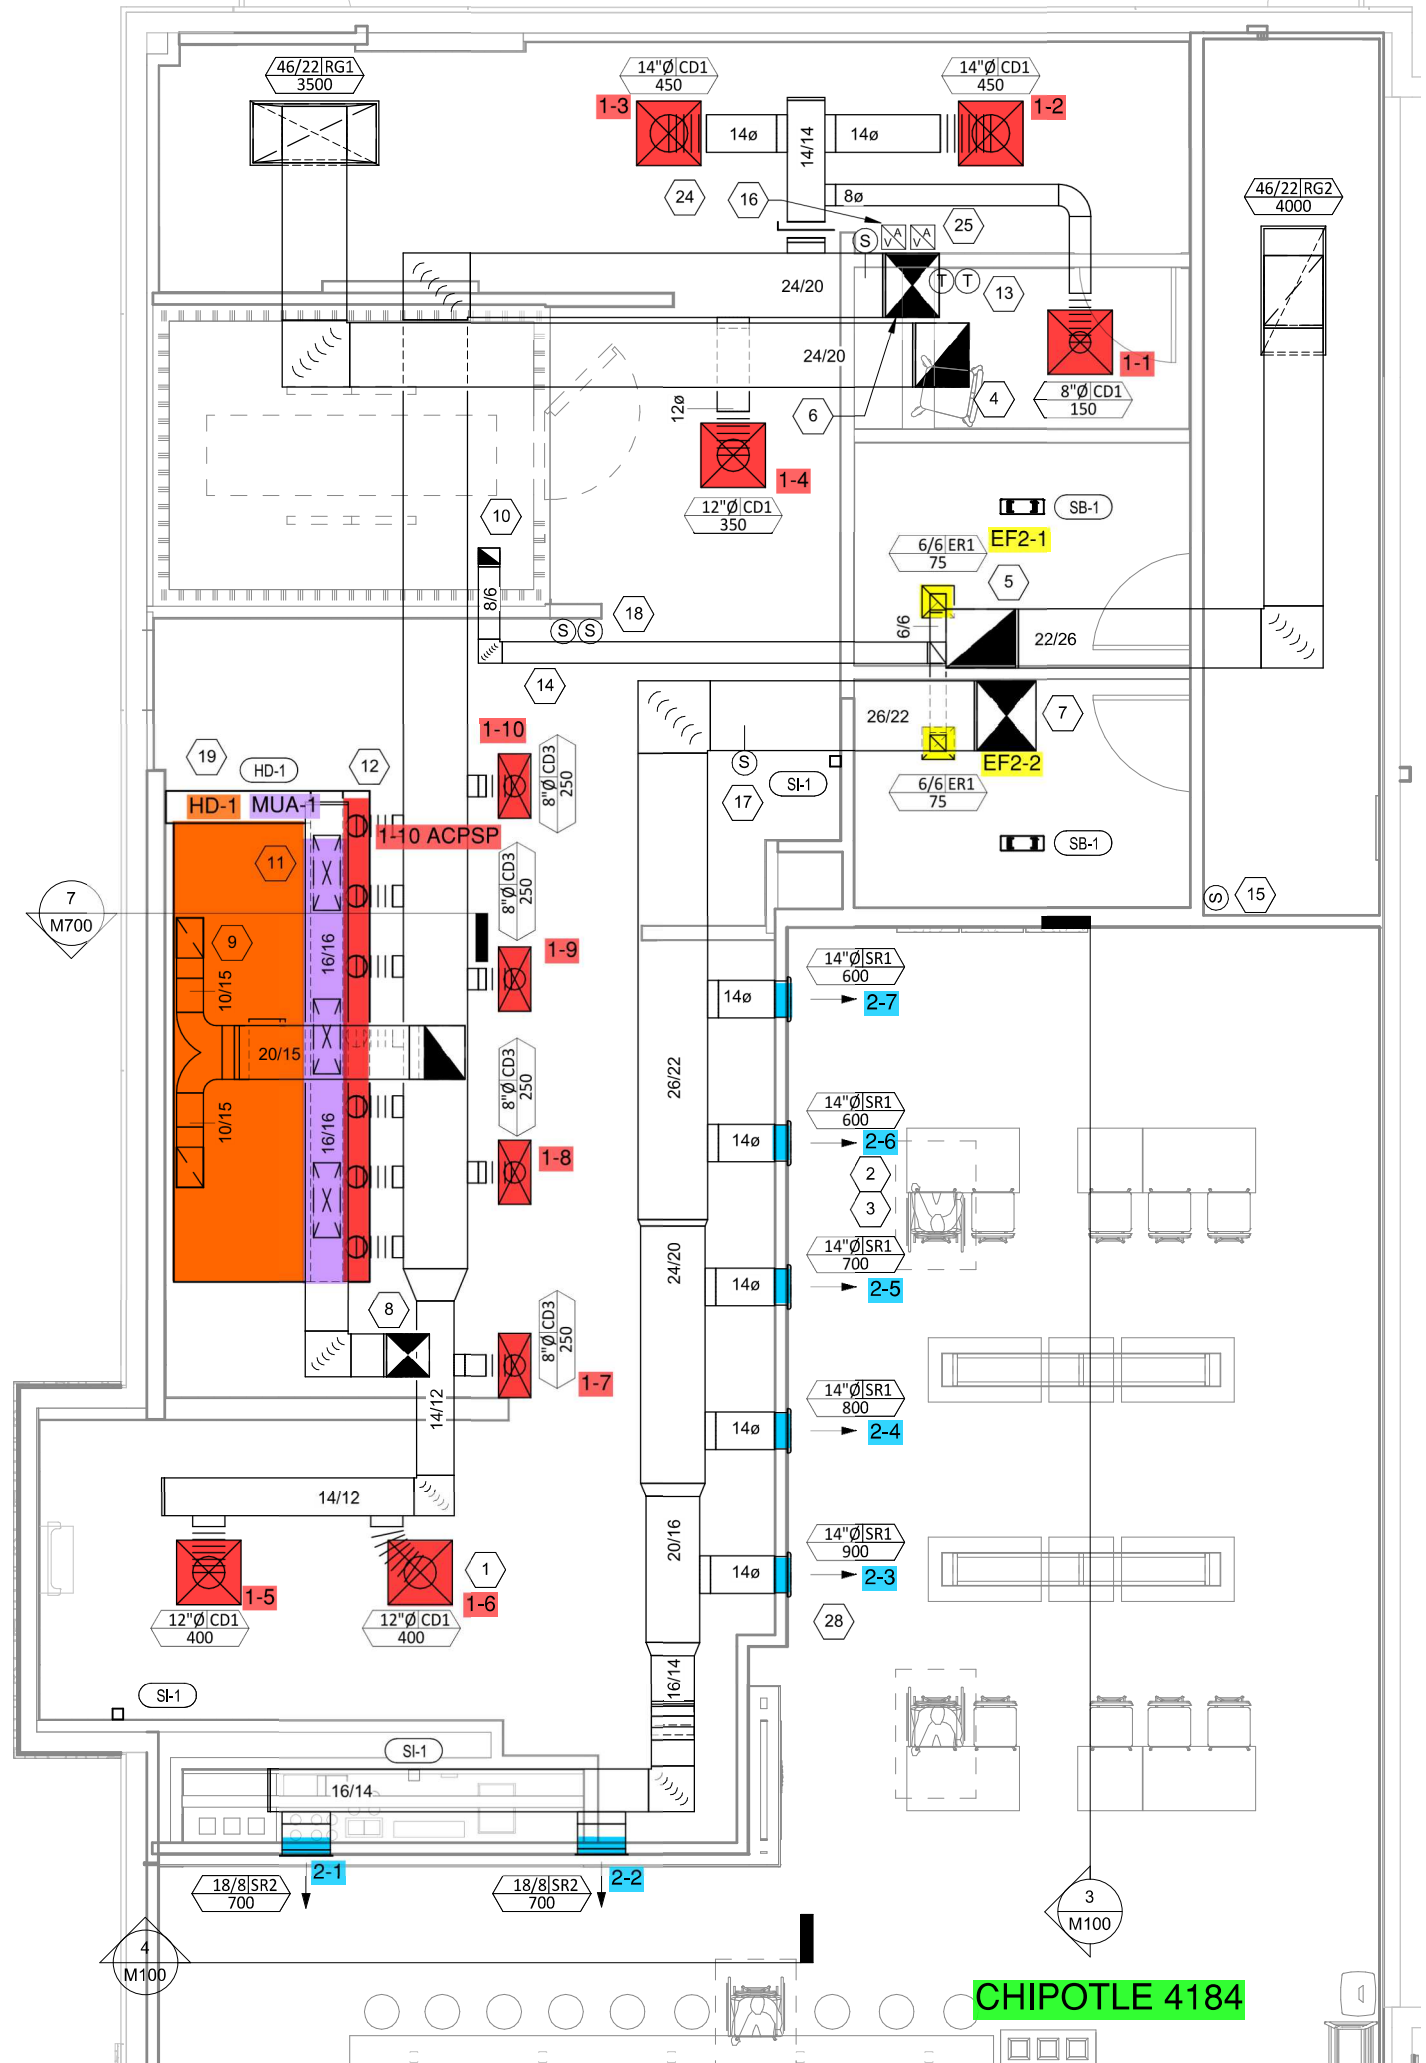 46/22 RG1
3500
14"Ø CD1
450
1-3
14"Ø CD1
450
1-2
14ø
14/14
14ø
24
16
8ø
25
S
A
V
A
V
T
T
13
46/22 RG2
4000
24/20
24/20
6
4
1-1
8"Ø CD1
150
12ø
1-4
12"Ø CD1
350
10
8/6
SB-1
EF2-1
6/6 ER1
75
5
18
S
S
6/6
22/26
14
26/22
7
EF2-2
6/6 ER1
75
S
17
SI-1
SB-1
S
15
1-10
8"Ø CD3
250
19
HD-1
12
HD-1
MUA-1
1-10 ACPSP
11
8"Ø CD3
250
7
M700
9
10/15
16/16
1-9
20/15
8"Ø CD3
250
10/15
16/16
1-8
8
8"Ø CD3
250
1-7
14/12
14ø
14"Ø SR1
600
2-7
26/22
14ø
14"Ø SR1
600
2-6
2
3
24/20
14ø
14"Ø SR1
700
2-5
14ø
14"Ø SR1
800
2-4
14/12
20/16
14ø
14"Ø SR1
900
2-3
28
1
1-5
1-6
12"Ø CD1
400
12"Ø CD1
400
16/14
SI-1
SI-1
16/14
2-1
18/8 SR2
700
2-2
18/8 SR2
700
3
M100
4
M100
CHIPOTLE 4184